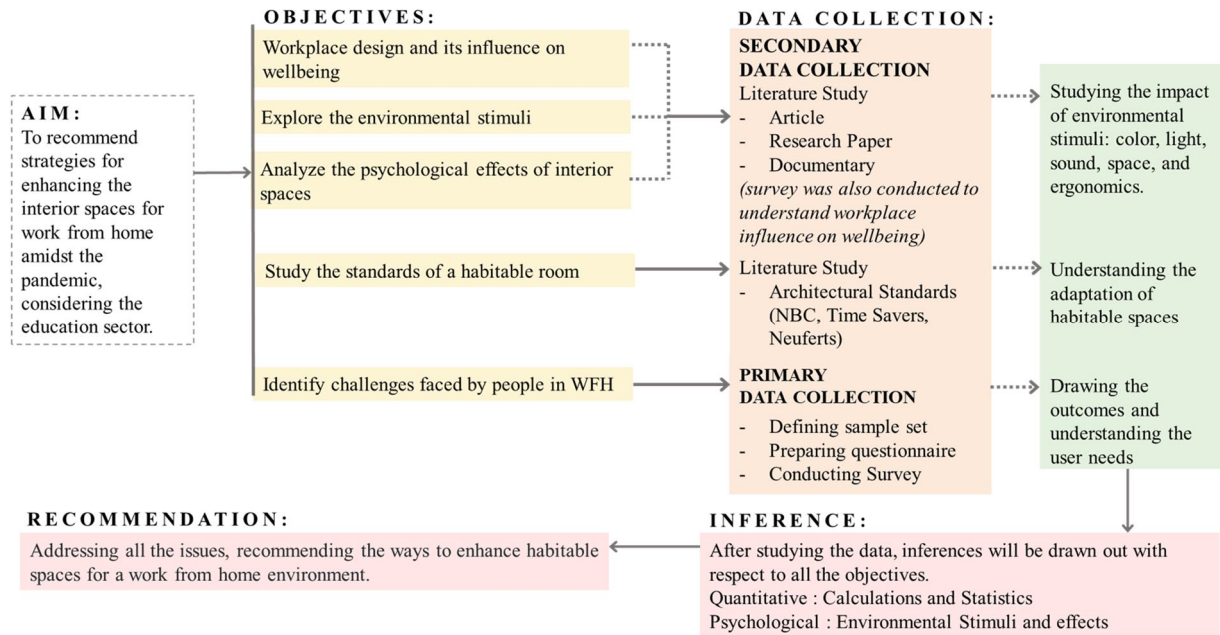 AIM:
To recommend
strategies for
enhancing the
interior spaces for
work from home
amidst the
pandemic,
considering the
education sector.
OBJECTIVES:
Workplace design and its influence on
wellbeing
Explore the environmental stimuli
Analyze the psychological effects of interior
spaces
Study the standards of a habitable room
Identify challenges faced by people in WFH
DATA COLLECTION:
SECONDARY
DATA COLLECTION
Literature Study
- Article
- Research Paper
- Documentary
(survey was also conducted to
understand workplace
influence on wellbeing)
Literature Study
- Architectural Standards
(NBC, Time Savers,
Neuferts)
PRIMARY
DATA COLLECTION
- Defining sample set
- Preparing questionnaire
- Conducting Survey
Studying the impact
of environmental
stimuli: color, light,
sound, space, and
ergonomics.
Understanding the
adaptation of
habitable spaces
Drawing the
outcomes and
understanding the
user needs
INFERENCE:
After studying the data, inferences will be drawn out with
respect to all the objectives.
Quantitative : Calculations and Statistics
Psychological : Environmental Stimuli and effects
RECOMMENDATION:
Addressing all the issues, recommending the ways to enhance habitable
spaces for a work from home environment.